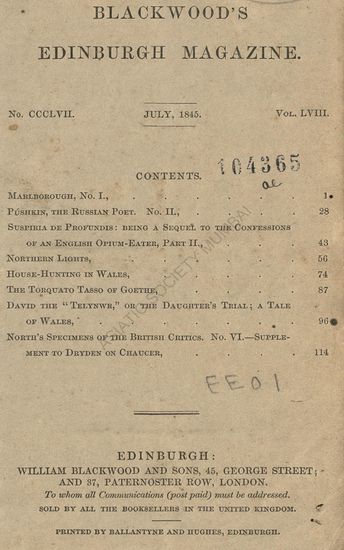 BLACKWOOD'S
EDINBURGH MAGAZINE.
No. CCCLVII. JULY, 1845. VOL. LVIII.
CONTENTS.
104365
MARLBOROUGH, No. I., . . . . . . 1
PÚSHKIN, THE RUSSIAN POET. No. II., . . . . . 28
SUSPIRIA DE PROFUNDIS: BEING A SEQUEL TO THE CONFESSIONS
OF AN ENGLISH OPIUM-EATER, PART II., . . . . 43
NORTHERN LIGHTS, . . . . . . . 56
HOUSE-HUNTING IN WALES, . . . . . . 74
THE TORQUATO TASSO OF GOETHE, . . . . . 87
DAVID THE "TELYNWR," OR THE DAUGHTER'S TRIAL; A TALE
OF WALES, . . . . . . . 96
NORTH'S SPECIMENS OF THE BRITISH CRITICS. No. VI.—SUPPLE-
MENT TO DRYDEN ON CHAUCER, . . . . . 114
ASIATIC SOCIETY, MUMBAI
EE01
EDINBURGH:
WILLIAM BLACKWOOD AND SONS, 45, GEORGE STREET;
AND 37, PATERNOSTER ROW, LONDON.
To whom all Communications (post paid) must be addressed.
SOLD BY ALL THE BOOKSELLERS IN THE UNITED KINGDOM.
PRINTED BY BALLANTYNE AND HUGHES, EDINBURGH.